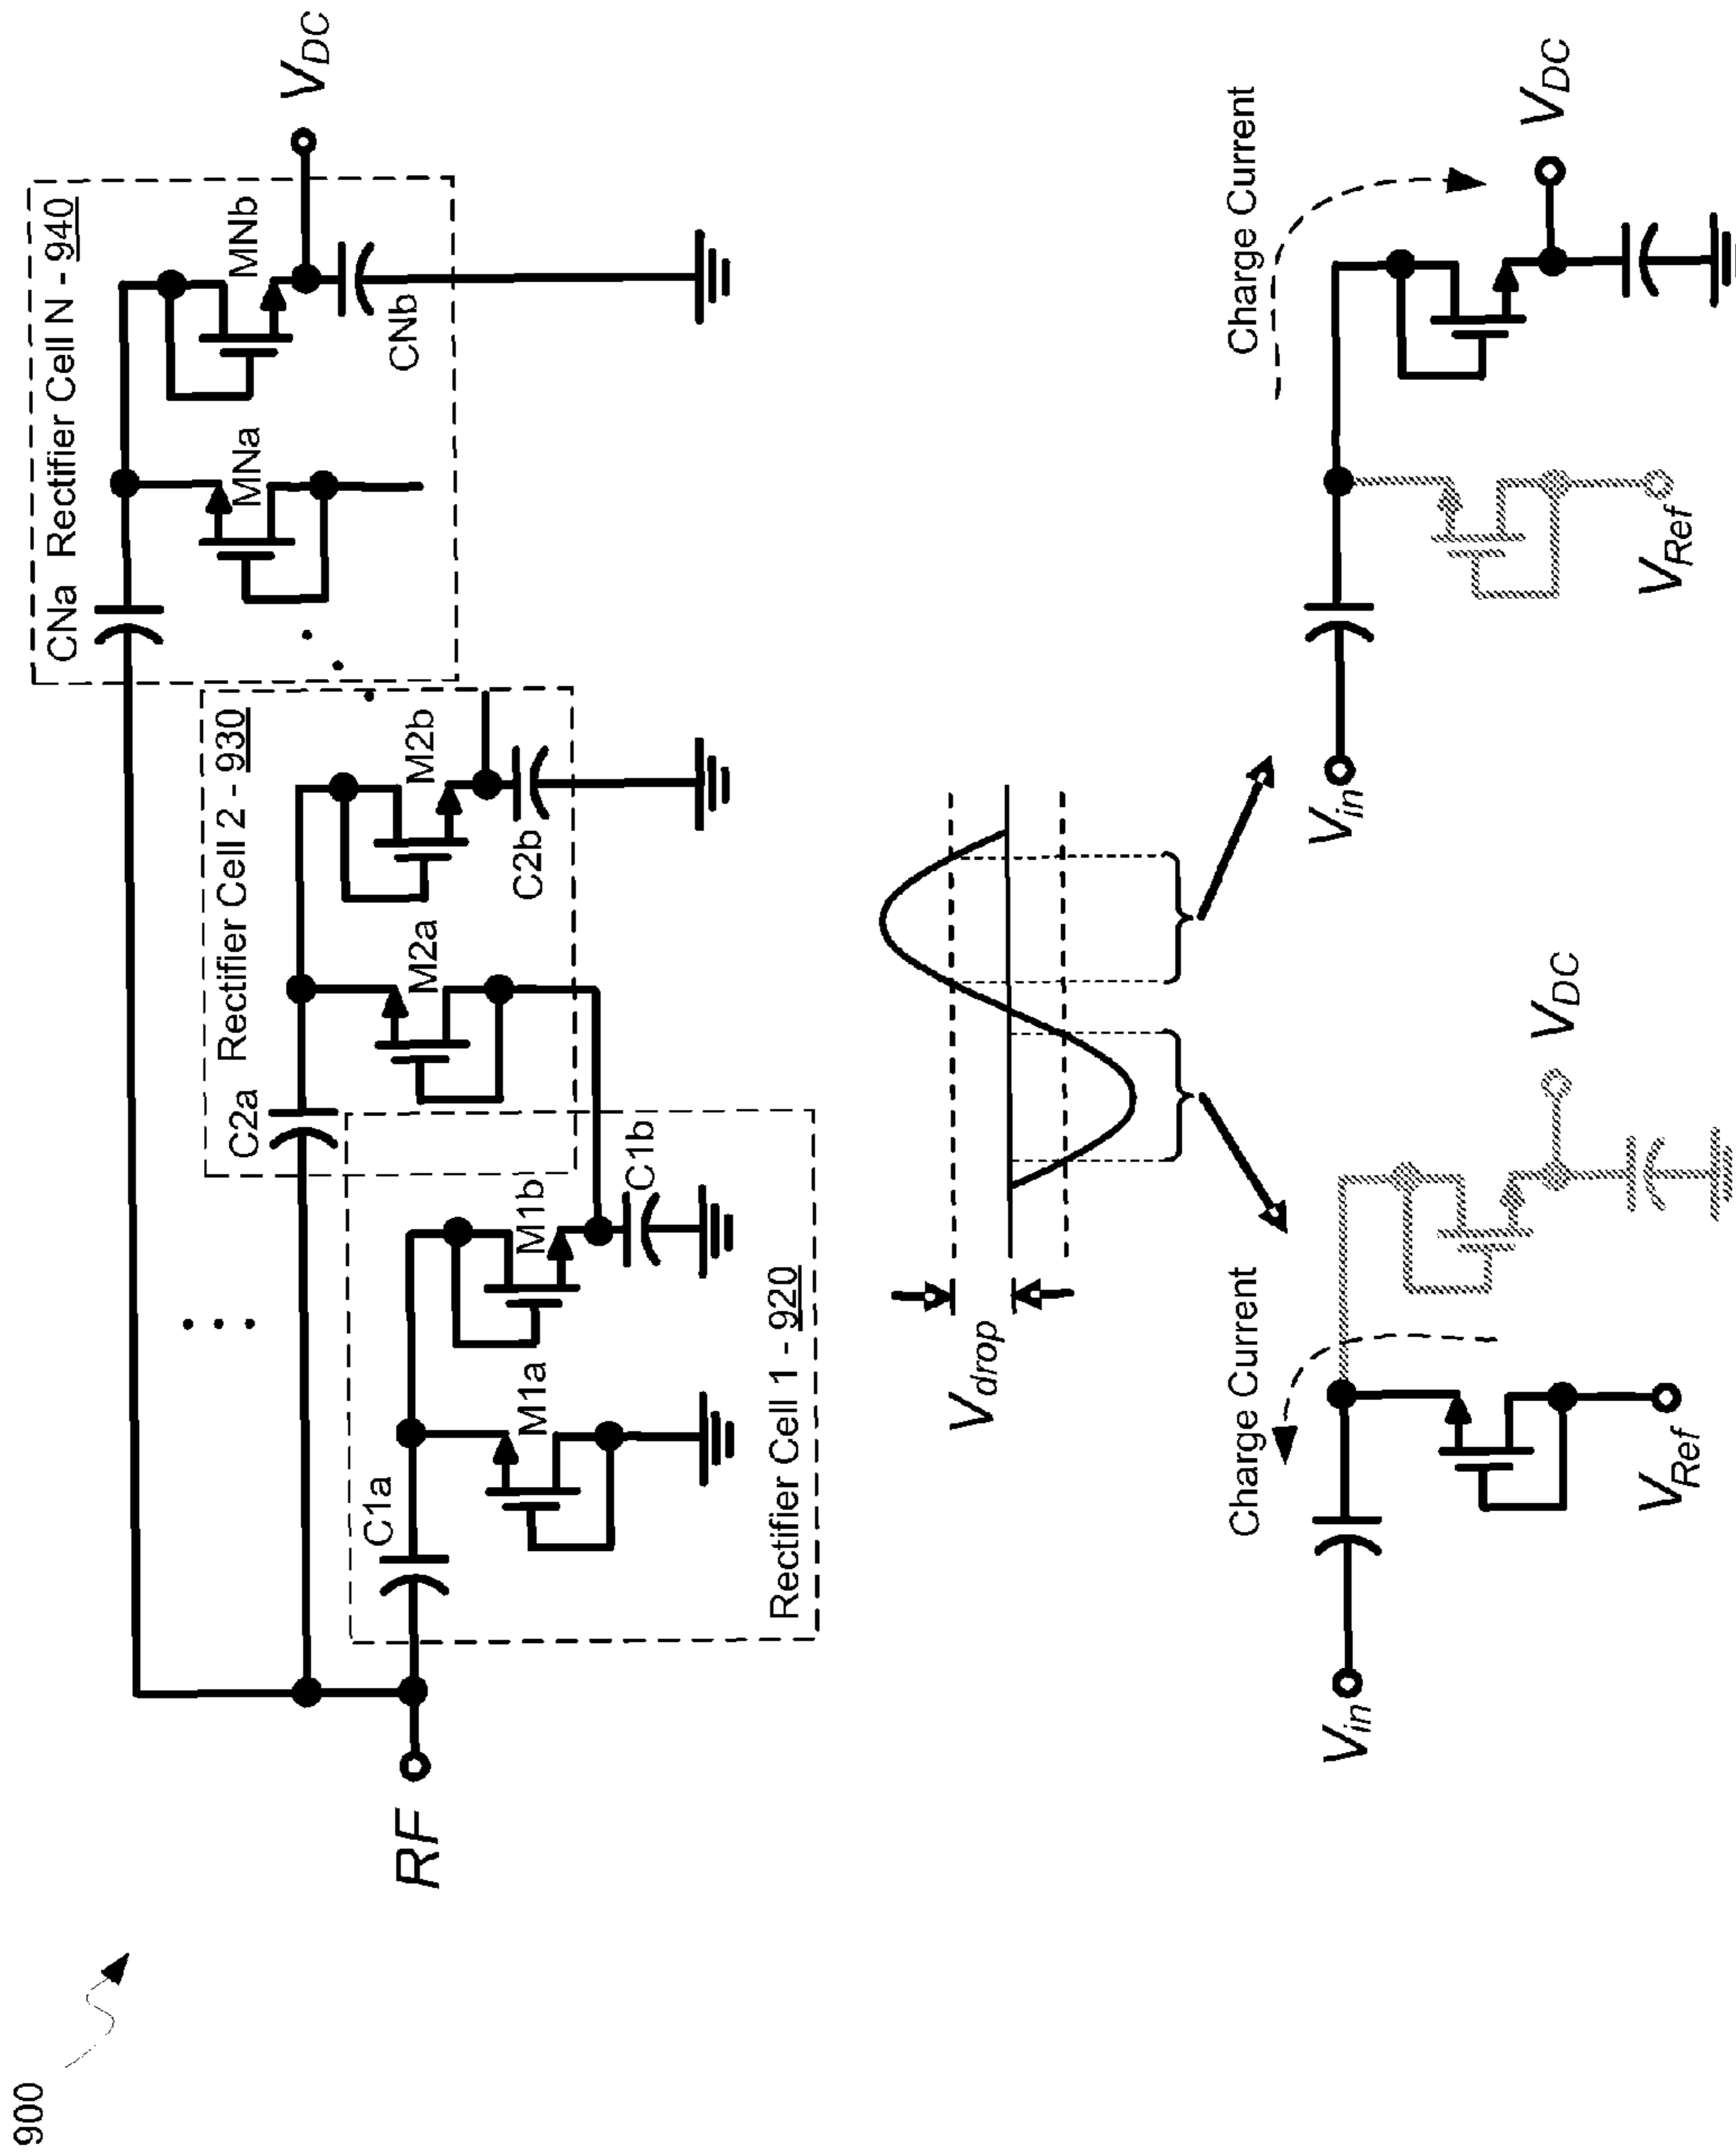 900
RF
C1a
M1a
M1b
C1b
Rectifier Cell 1 - 920
C2a
Rectifier Cell 2 - 930
M2a
M2b
C2b
CNa Rectifier Cell N - 940
MNa
MNb
CNb
VDC
Vdrop
Vin
Charge Current
VRef
VDC
Vin
Charge Current
VRef
VDC